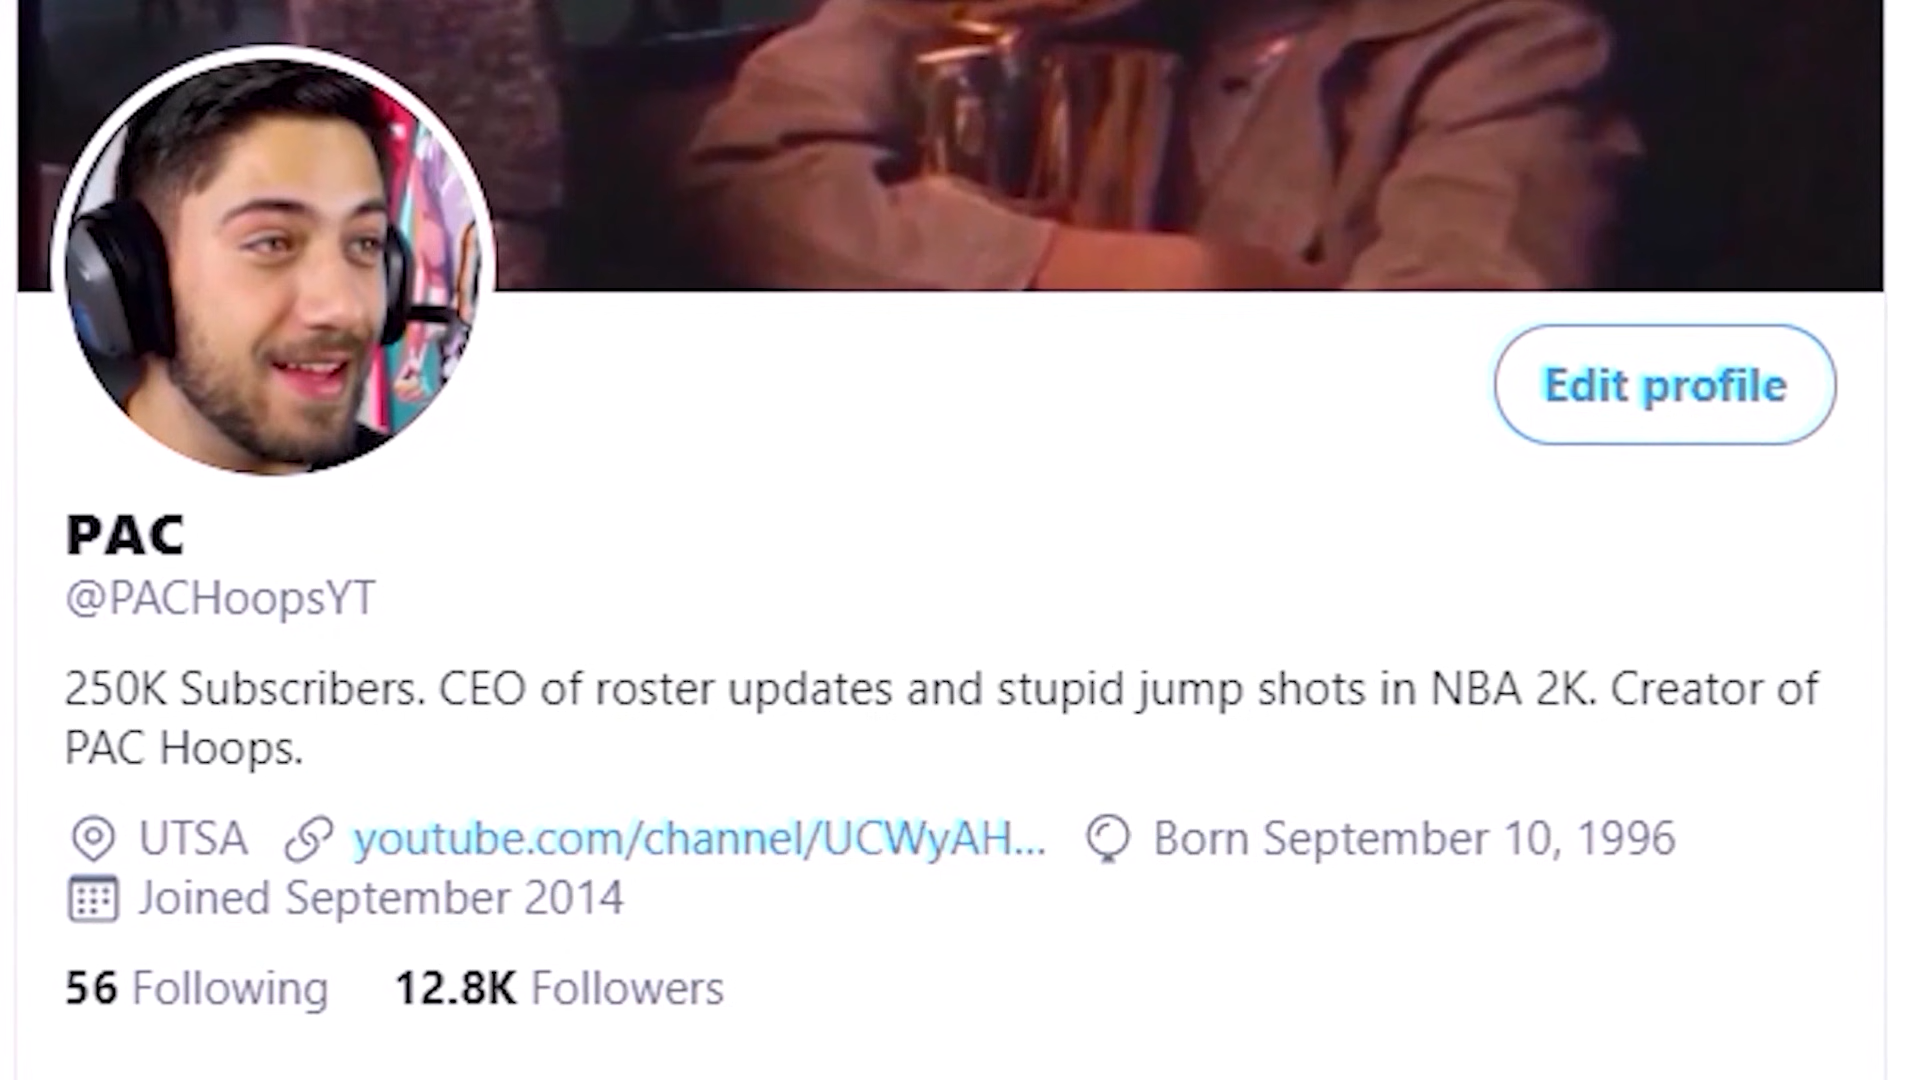 Edit profile
PAC
@PACHoopsYT
250K Subscribers. CEO of roster updates and stupid jump shots in NBA 2K. Creator of
PAC Hoops.
UTSA youtube.com/channel/UCWyAH... Born September 10, 1996
Joined September 2014
56 Following 12.8K Followers